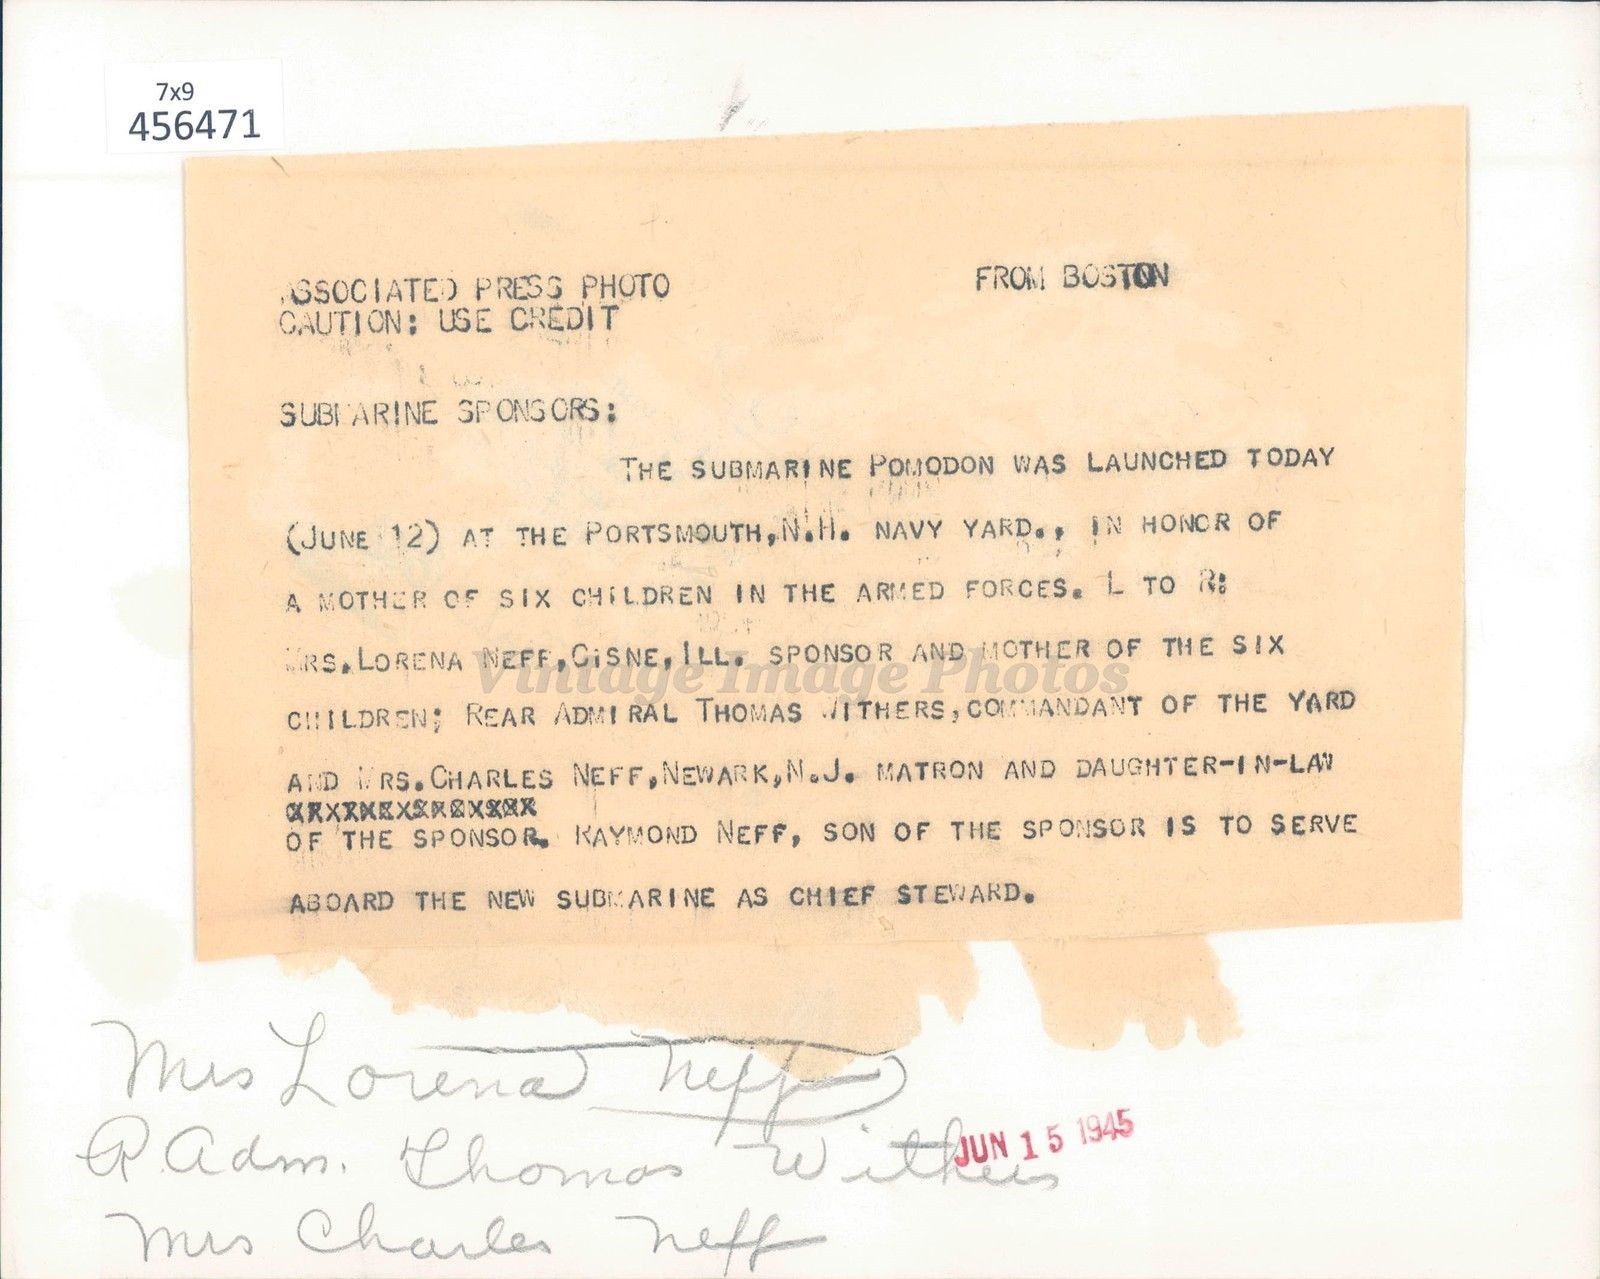 7x9
456471
ASSOCIATED PRESS PHOTO
FROM BOSTON
CAUTION: USE CREDIT
SUBMARINE SPONSORS:
THE SUBMARINE POMODON WAS LAUNCHED TODAY
(JUNE 12) AT THE PORTSMOUTH,N.H. NAVY YARD., IN HONOR OF
A MOTHER OF SIX CHILDREN IN THE ARMED FORCES. L TO R:
MRS.LORENA NEFF,CISNE,ILL. SPONSOR AND MOTHER OF THE SIX
Vintage Image Photos
CHILDREN; REAR ADMIRAL THOMAS WITHERS,COMMANDANT OF THE YARD
AND MRS.CHARLES NEFF,NEWARK,N.J. MATRON AND DAUGHTER-IN-LAW
OF THE SPONSOR. RAYMOND NEFF, SON OF THE SPONSOR IS TO SERVE
ABOARD THE NEW SUBMARINE AS CHIEF STEWARD.
Mrs Lorena Neff
R. Adm. Thomas Withers
JUN 15 1945
Mrs Charles Neff